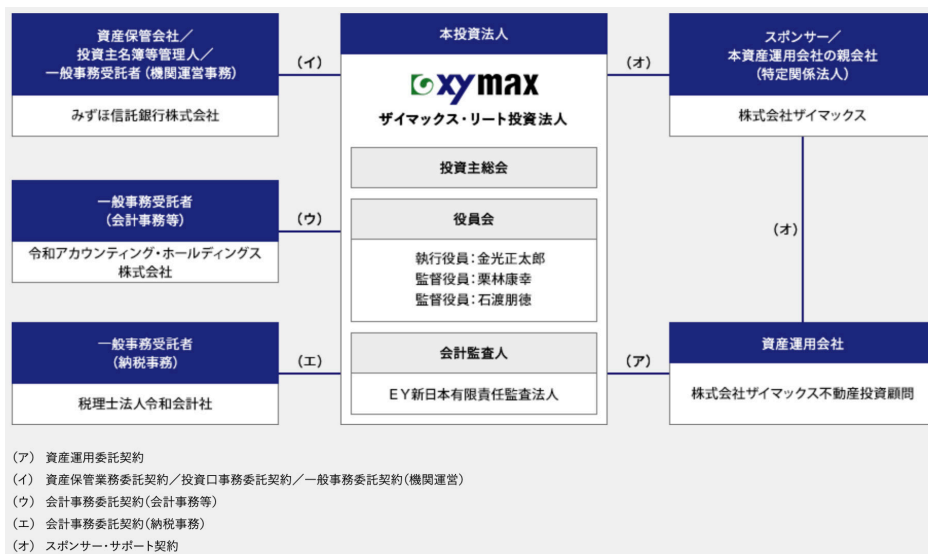 資産保管会社／
投資主名簿等管理人／
一般事務受託者（機関運営事務）
みずほ信託銀行株式会社
（イ）
本投資法人
xymax
ザイマックス・リート投資法人
（オ）
スポンサー／
本資産運用会社の親会社
（特定関係法人）
株式会社ザイマックス
投資主総会
一般事務受託者
（会計事務等）
令和アカウンティング・ホールディングス
株式会社
（ウ）
役員会
執行役員：金光正太郎
監督役員：栗林康幸
監督役員：石渡朋徳
（オ）
一般事務受託者
（納税事務）
税理士法人令和会計社
（エ）
会計監査人
EY新日本有限責任監査法人
（ア）
資産運用会社
株式会社ザイマックス不動産投資顧問
（ア） 資産運用委託契約
（イ） 資産保管業務委託契約／投資口事務委託契約／一般事務委託契約（機関運営）
（ウ） 会計事務委託契約（会計事務等）
（エ） 会計事務委託契約（納税事務）
（オ） スポンサー・サポート契約